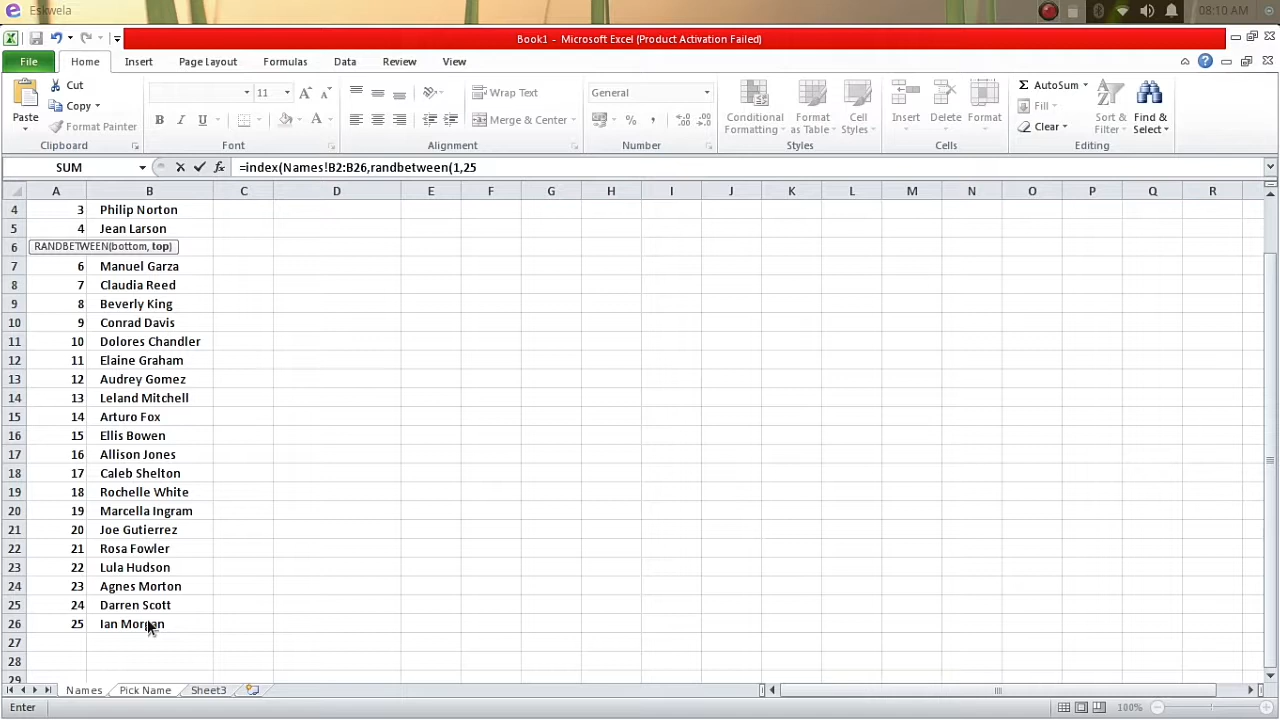 Eskwela
08:10 AM
Book1 - Microsoft Excel (Product Activation Failed)
File Home Insert Page Layout Formulas Data Review View
Paste
Cut
Copy
Format Painter
Clipboard
11
A A
B I U A
Font
Wrap Text
Merge & Center
Alignment
General
%
,
Number
Conditional Formatting
Format as Table
Cell Styles
Styles
Insert
Delete
Format
Cells
Σ AutoSum
Fill
Clear
Sort & Filter
Find & Select
Editing
SUM
fx
=index(Names!B2:B26,randbetween(1,25
A B C D E F G H I J K L M N O P Q R
4 3 Philip Norton
5 4 Jean Larson
6 RANDBETWEEN(bottom, top)
7 6 Manuel Garza
8 7 Claudia Reed
9 8 Beverly King
10 9 Conrad Davis
11 10 Dolores Chandler
12 11 Elaine Graham
13 12 Audrey Gomez
14 13 Leland Mitchell
15 14 Arturo Fox
16 15 Ellis Bowen
17 16 Allison Jones
18 17 Caleb Shelton
19 18 Rochelle White
20 19 Marcella Ingram
21 20 Joe Gutierrez
22 21 Rosa Fowler
23 22 Lula Hudson
24 23 Agnes Morton
25 24 Darren Scott
26 25 Ian Morgan
27
28
29
Names Pick Name Sheet3
Enter
100%